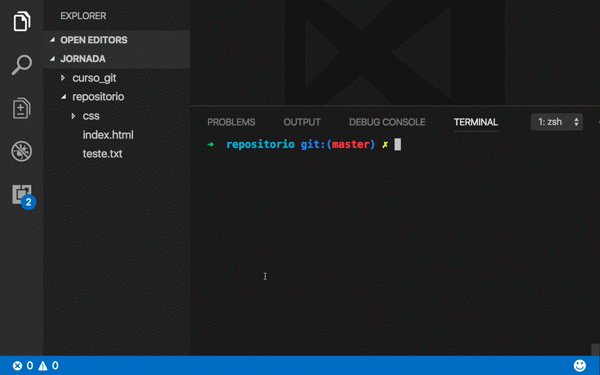 EXPLORER
OPEN EDITORS
JORNADA
curso_git
repositorio
css
index.html
teste.txt
2
PROBLEMS OUTPUT DEBUG CONSOLE TERMINAL 1: zsh
➜ repositorio git:(master) ✗
0 0